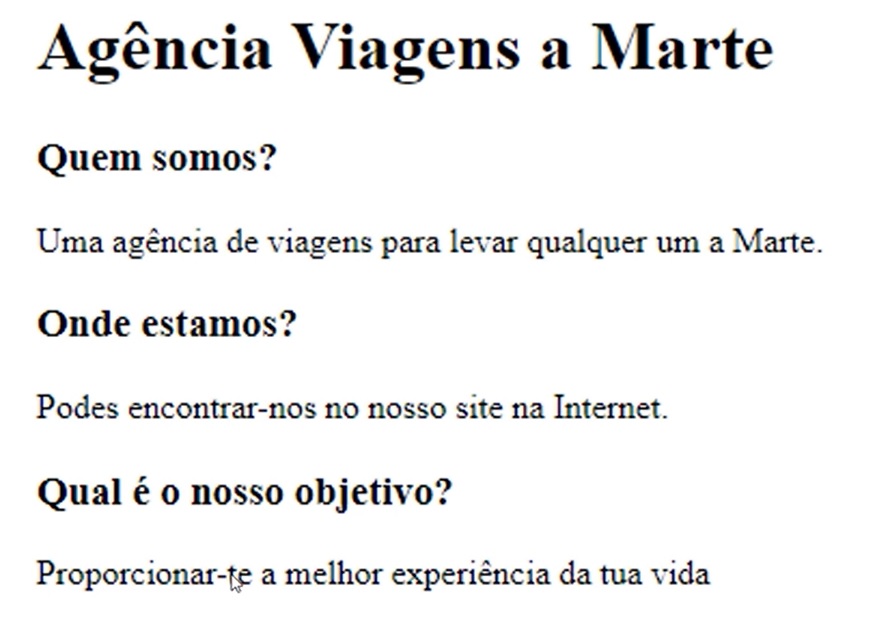 Agência Viagens a Marte
Quem somos?
Uma agência de viagens para levar qualquer um a Marte.
Onde estamos?
Podes encontrar-nos no nosso site na Internet.
Qual é o nosso objetivo?
Proporcionar-te a melhor experiência da tua vida